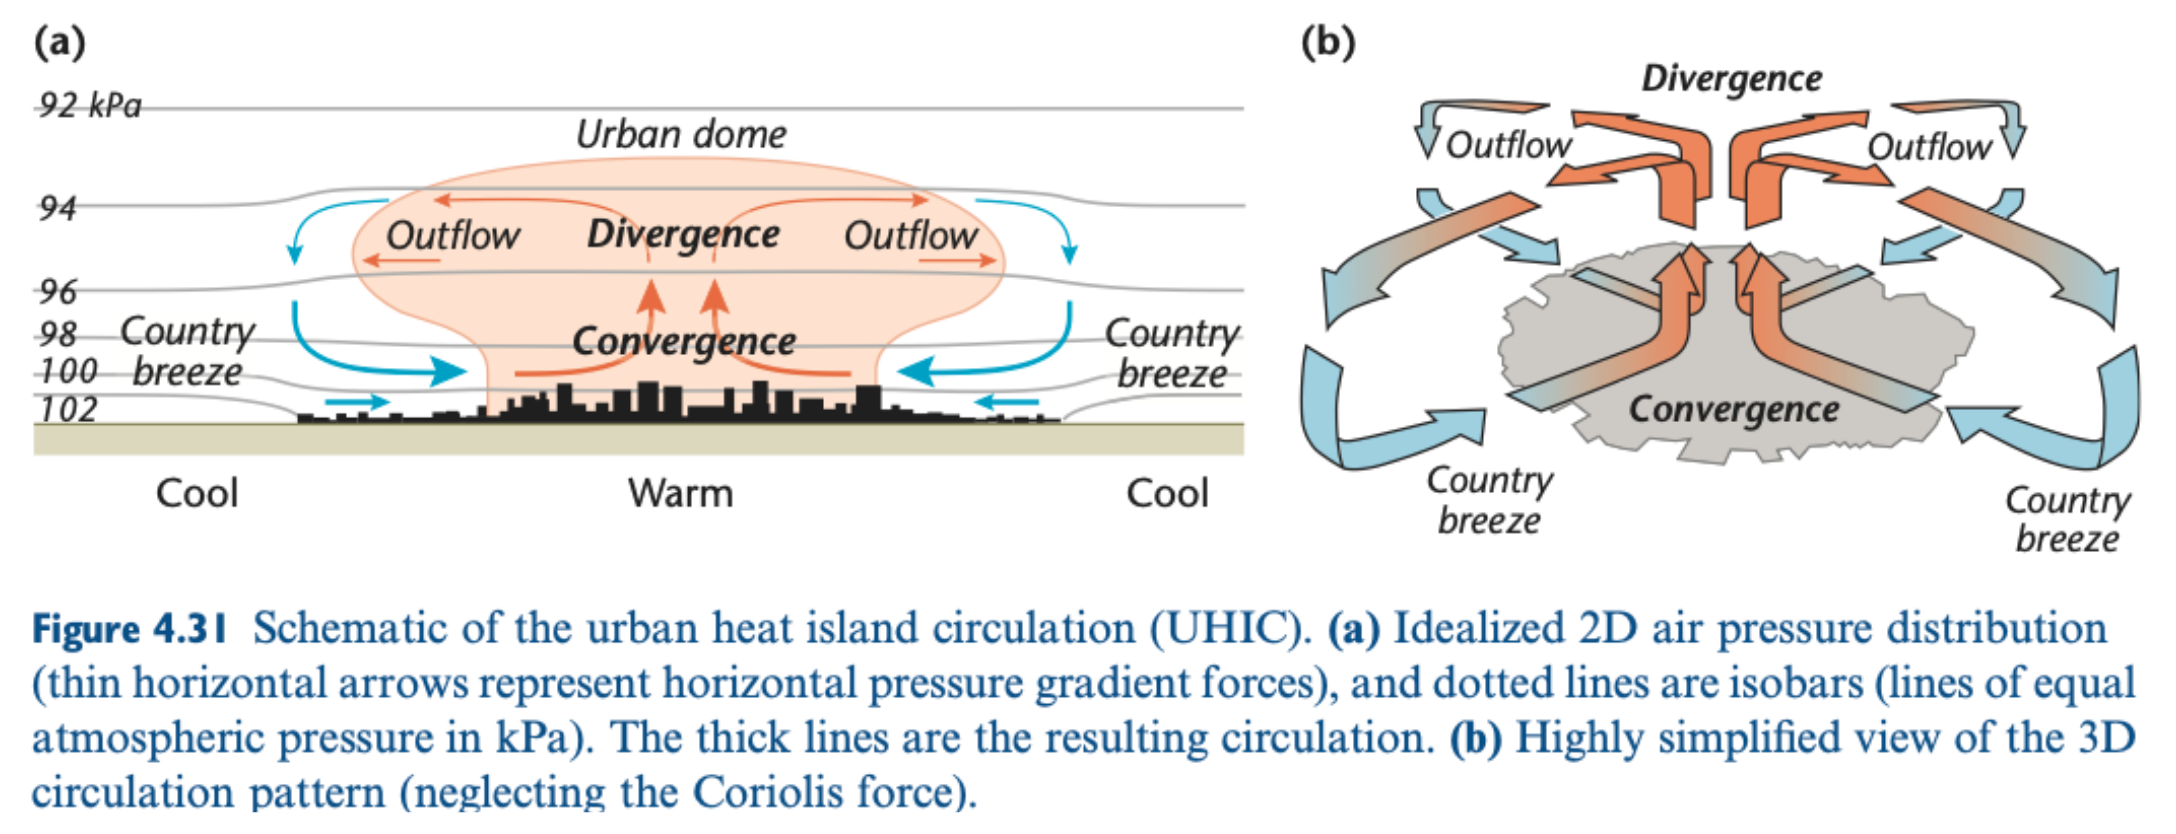 (a)
92 kPa
Urban dome
94
Outflow Divergence Outflow
96
98
Country
breeze
Convergence
Country
breeze
100
102
Cool Warm Cool
(b)
Divergence
Outflow Outflow
Convergence
Country
breeze
Country
breeze
Figure 4.31 Schematic of the urban heat island circulation (UHIC). (a) Idealized 2D air pressure distribution
(thin horizontal arrows represent horizontal pressure gradient forces), and dotted lines are isobars (lines of equal
atmospheric pressure in kPa). The thick lines are the resulting circulation. (b) Highly simplified view of the 3D
circulation pattern (neglecting the Coriolis force).